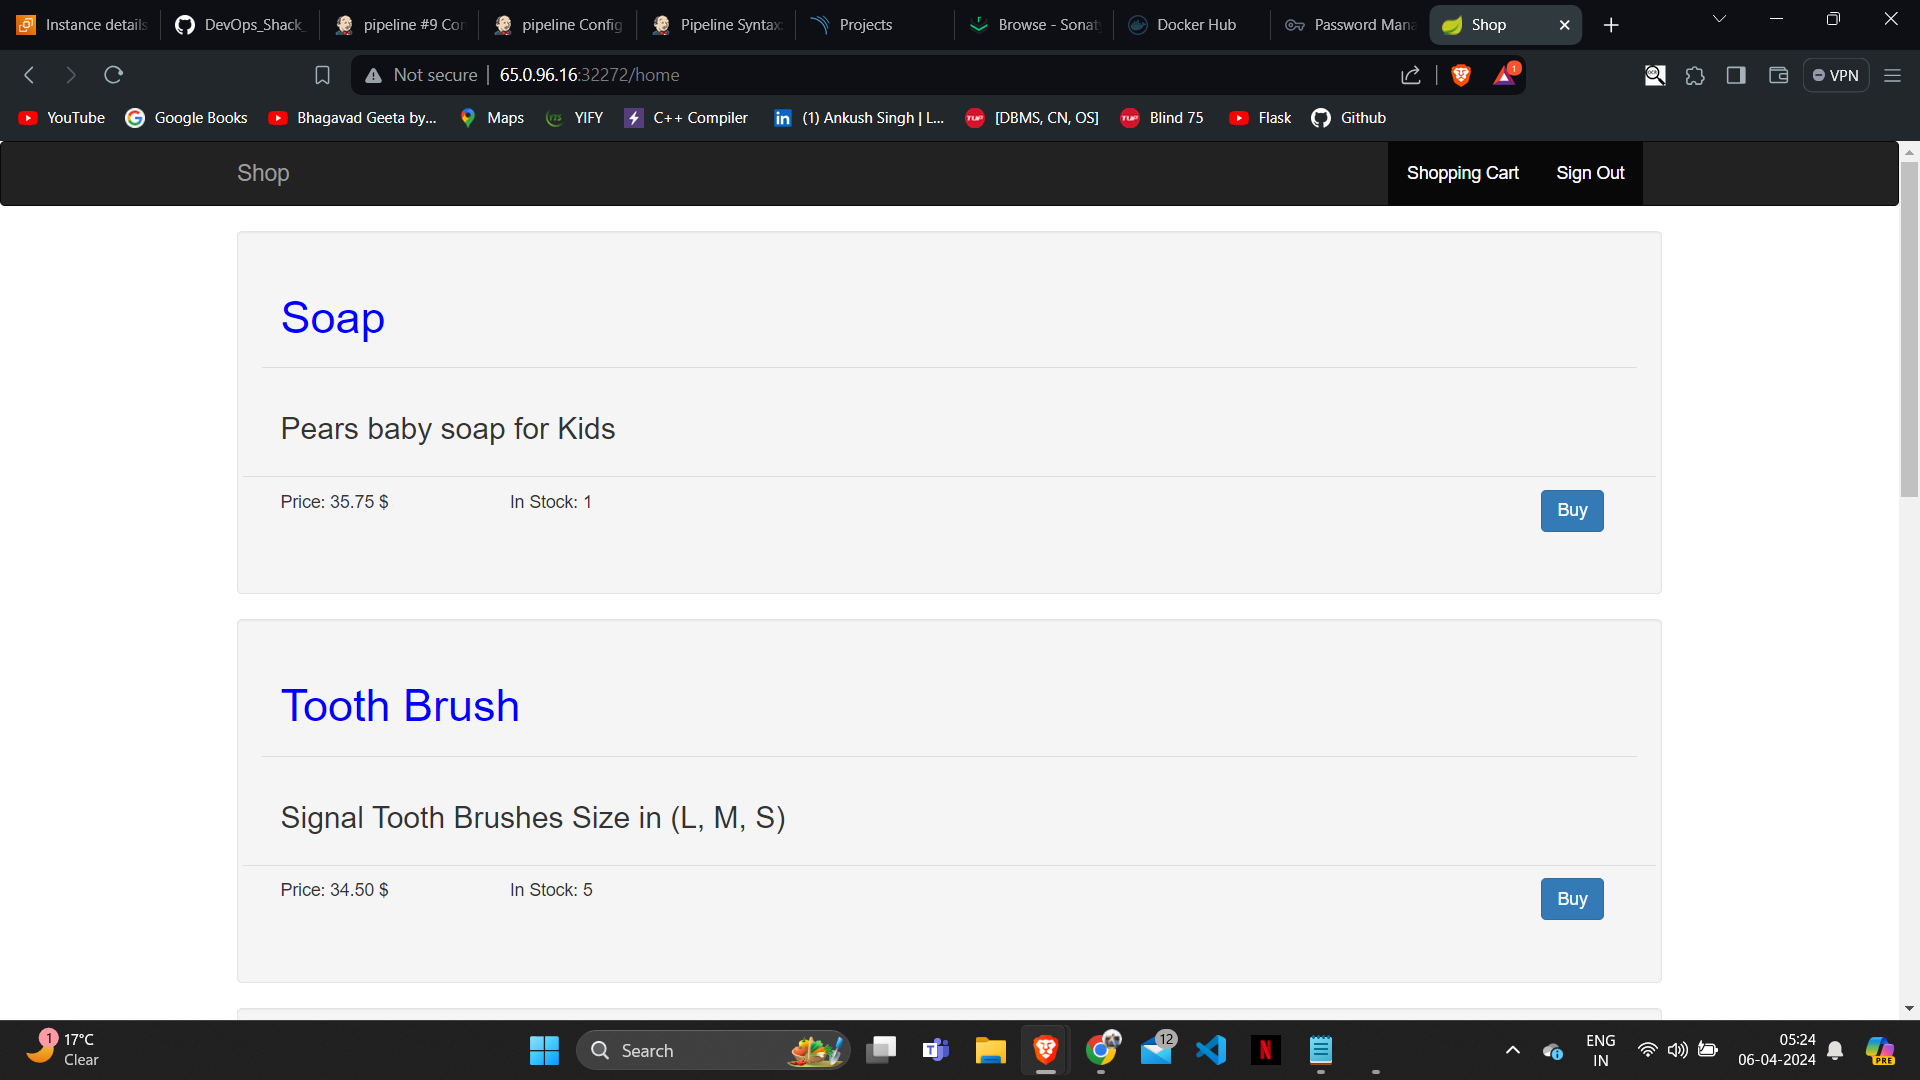 Instance details
DevOps_Shack_
pipeline #9 Con
pipeline Config
Pipeline Syntax:
Projects
Browse - Sonaty
Docker Hub
Password Mana
Shop
Not secure
65.0.96.16:32272/home
1
VPN
YouTube
Google Books
Bhagavad Geeta by...
Maps
YIFY
C++ Compiler
(1) Ankush Singh | L...
[DBMS, CN, OS]
Blind 75
Flask
Github
Shop
Shopping Cart
Sign Out
Soap
Pears baby soap for Kids
Price: 35.75 $
In Stock: 1
Buy
Tooth Brush
Signal Tooth Brushes Size in (L, M, S)
Price: 34.50 $
In Stock: 5
Buy
1
17°C
Clear
Search
12
N
ENG
IN
05:24
06-04-2024
PRE